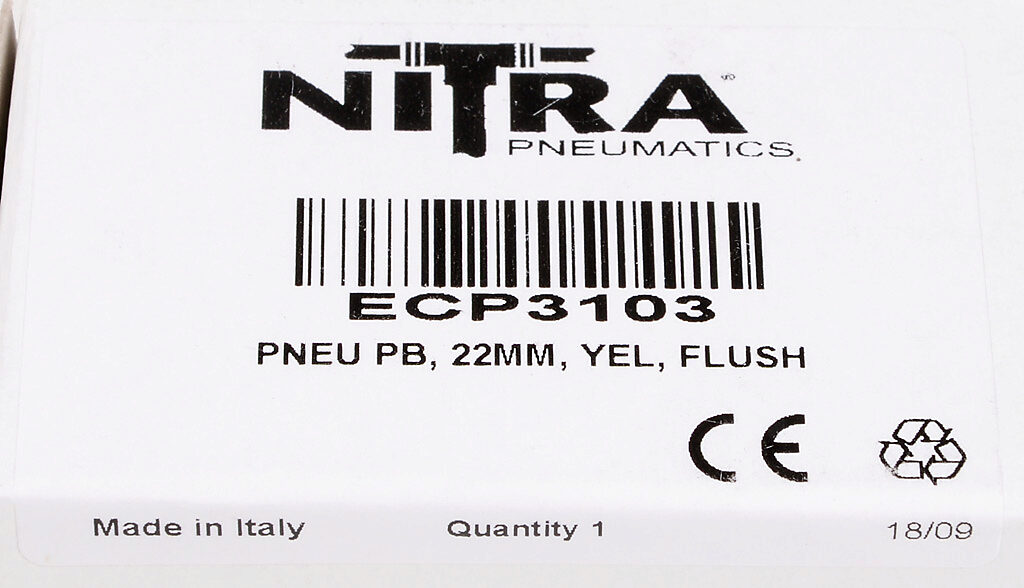 NITRA®
PNEUMATICS.
ECP3103
PNEU PB, 22MM, YEL, FLUSH
CE
Made in Italy
Quantity 1
18/09